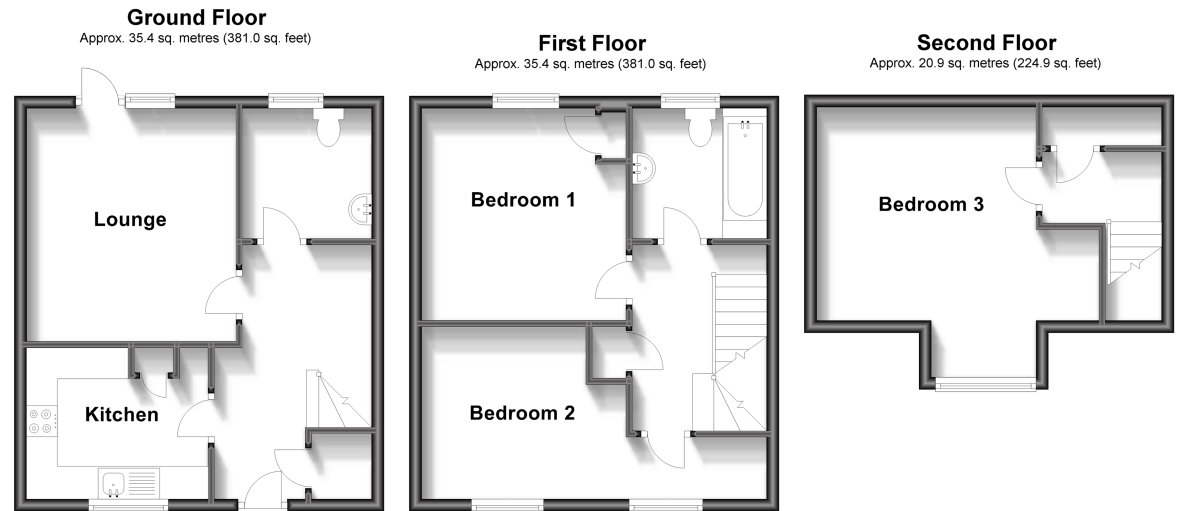 Ground Floor
Approx. 35.4 sq. metres (381.0 sq. feet)
First Floor
Approx. 35.4 sq. metres (381.0 sq. feet)
Second Floor
Approx. 20.9 sq. metres (224.9 sq. feet)
Lounge
Kitchen
Bedroom 1
Bedroom 2
Bedroom 3